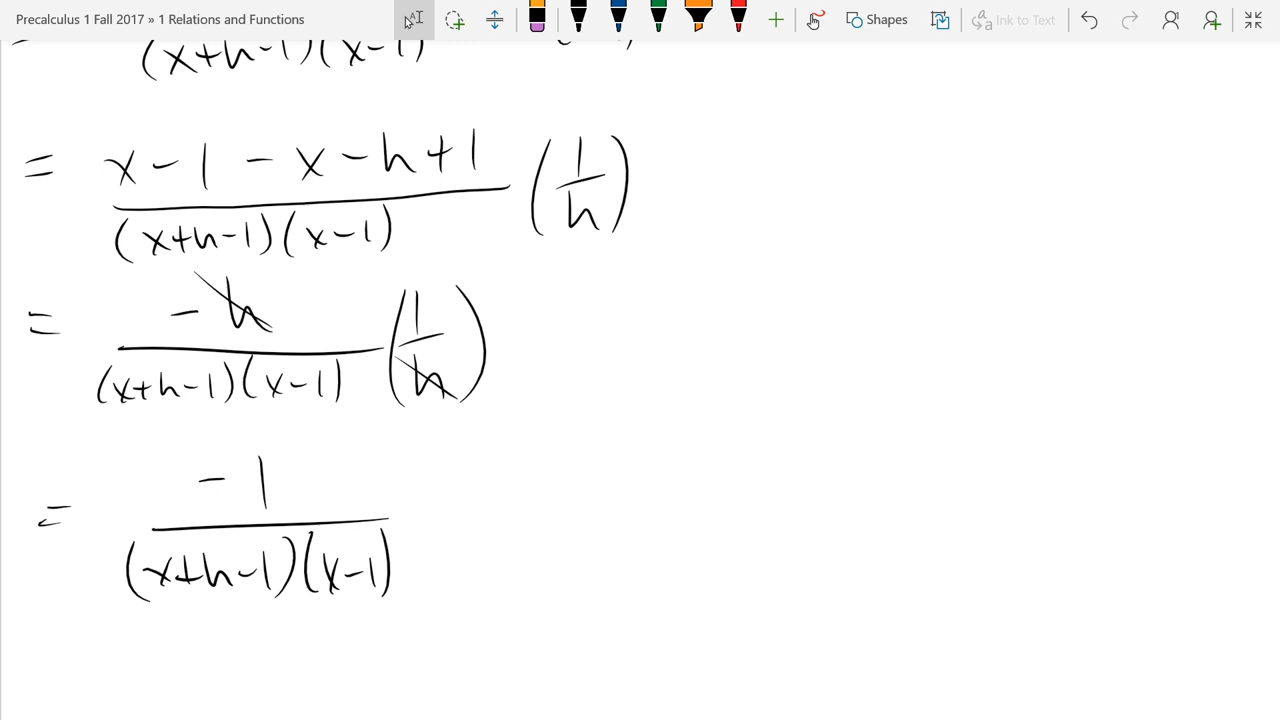 Precalculus 1 Fall 2017 » 1 Relations and Functions
Shapes
Ink to Text
(x+h-1)(x-1)
= x-1-x-h+1 (1
h)
(x+h-1)(x-1)
= -h (1
h)
(x+h-1)(x-1)
= -1
(x+h-1)(x-1)